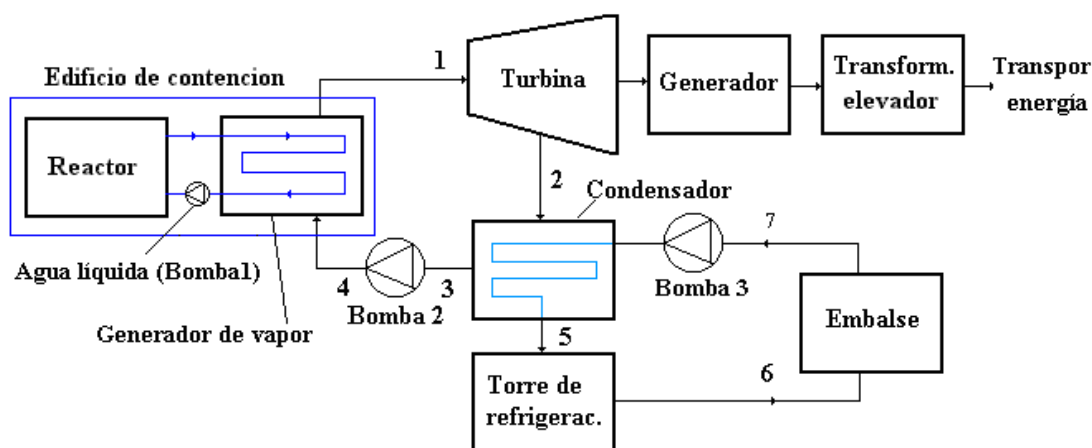 Edificio de contencion
Reactor
Agua líquida (Bomba1)
Generador de vapor
1
Turbina
Generador
Transform.
elevador
Transpor
energía
2
Condensador
4
Bomba 2
3
Bomba 3
7
Embalse
5
Torre de
refrigerac.
6